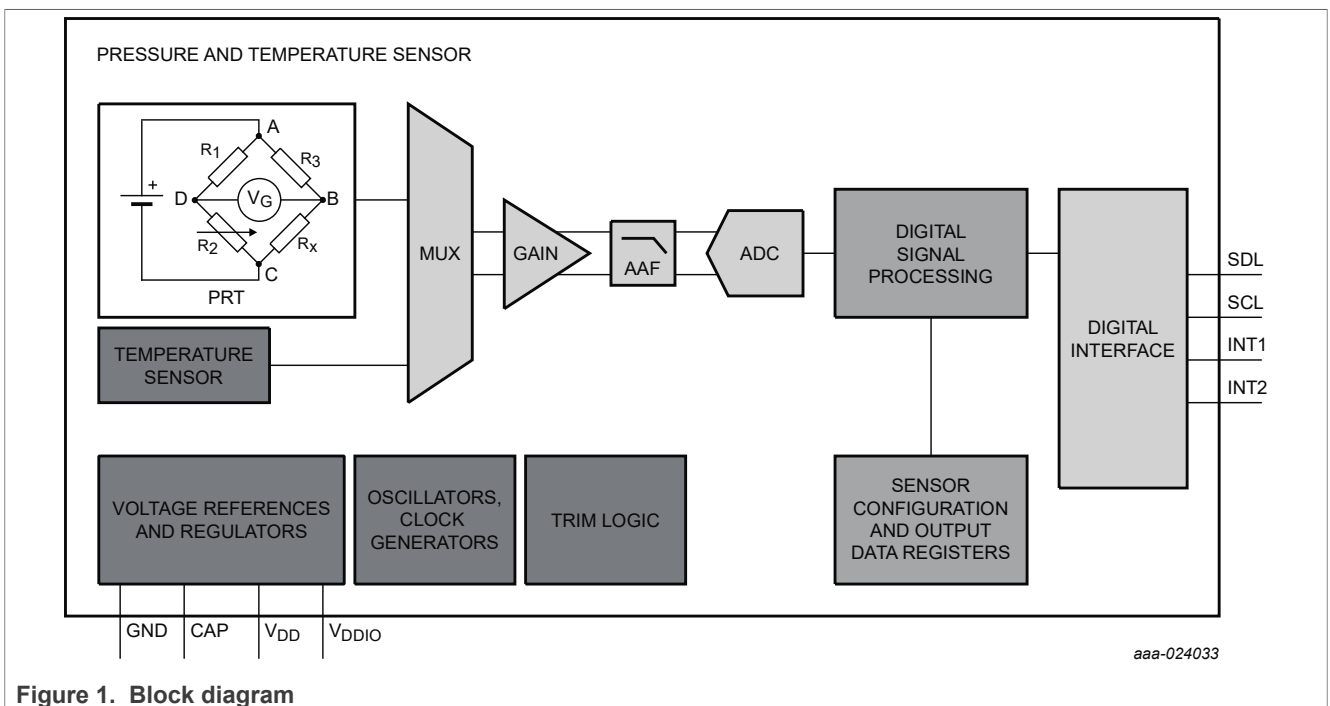 PRESSURE AND TEMPERATURE SENSOR
A
R1
R3
+
D
VG
B
R2
Rx
C
PRT
TEMPERATURE
SENSOR
MUX
GAIN
AAF
ADC
DIGITAL
SIGNAL
PROCESSING
DIGITAL
INTERFACE
SDL
SCL
INT1
INT2
VOLTAGE REFERENCES
AND REGULATORS
OSCILLATORS,
CLOCK
GENERATORS
TRIM LOGIC
SENSOR
CONFIGURATION
AND OUTPUT
DATA REGISTERS
GND
CAP
VDD
VDDIO
aaa-024033
Figure 1. Block diagram